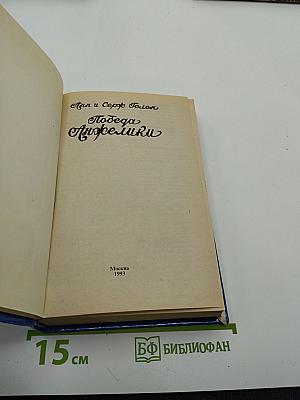 Анн и Серж Голон
Победа
Анжелики
Москва
1993
15 см
БФ БИБЛИОФАН